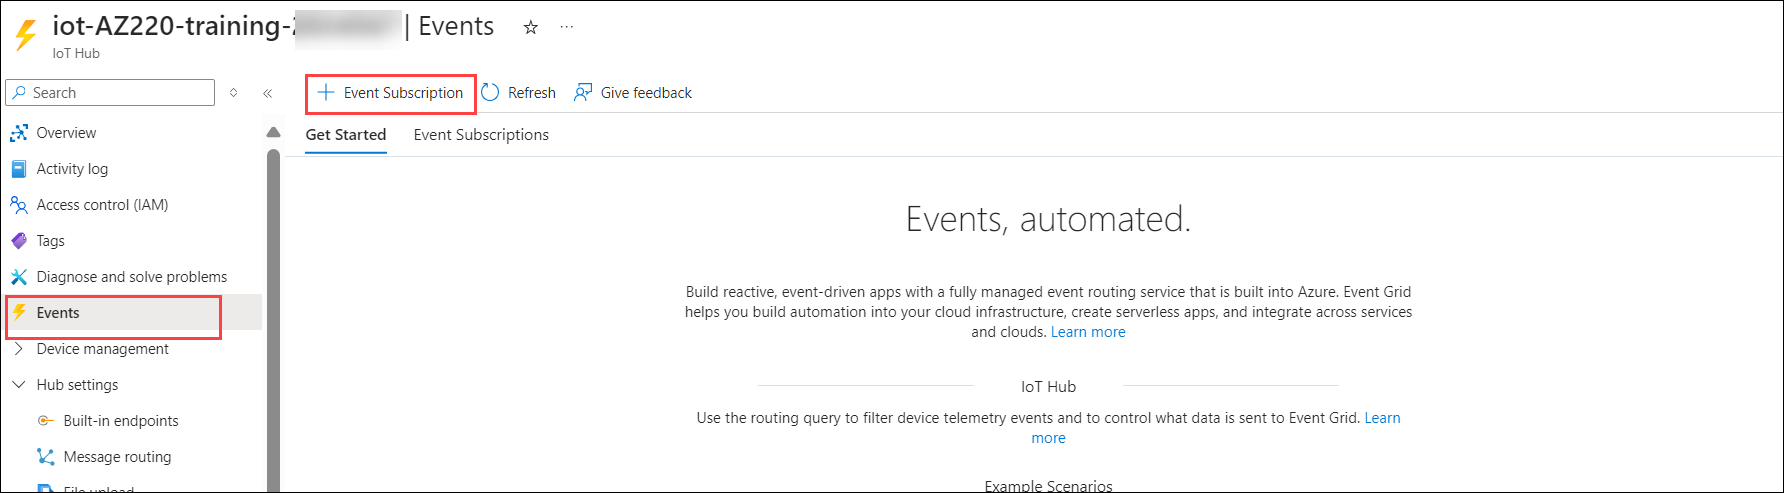 iot-AZ220-training- | Events
IoT Hub
Search
Event Subscription
Refresh
Give feedback
Overview
Activity log
Access control (IAM)
Tags
Diagnose and solve problems
Events
Device management
Hub settings
Built-in endpoints
Message routing
File upload
Get Started
Event Subscriptions
Events, automated.
Build reactive, event-driven apps with a fully managed event routing service that is built into Azure. Event Grid
helps you build automation into your cloud infrastructure, create serverless apps, and integrate across services
and clouds. Learn more
IoT Hub
Use the routing query to filter device telemetry events and to control what data is sent to Event Grid. Learn
more
Example Scenarios